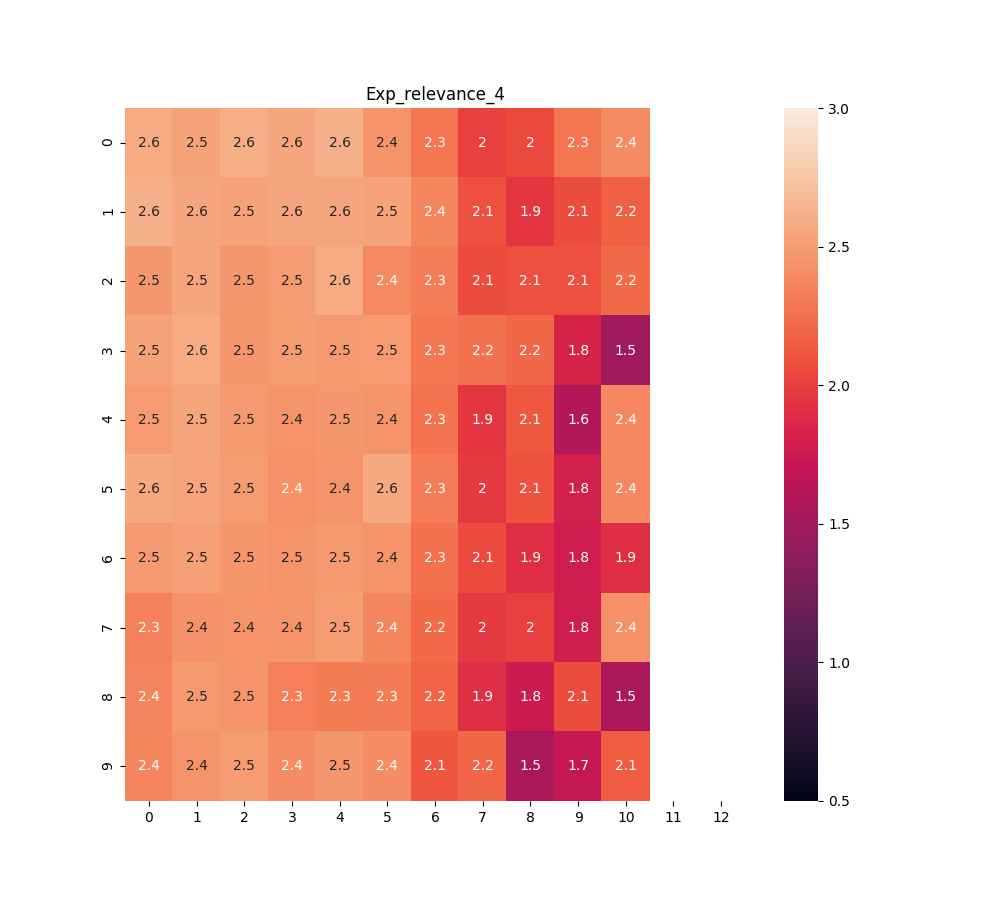 Exp_relevance_4
0 2.6 2.5 2.6 2.6 2.6 2.4 2.3 2 2 2.3 2.4
1 2.6 2.6 2.5 2.6 2.6 2.5 2.4 2.1 1.9 2.1 2.2
2 2.5 2.5 2.5 2.5 2.6 2.4 2.3 2.1 2.1 2.1 2.2
3 2.5 2.6 2.5 2.5 2.5 2.5 2.3 2.2 2.2 1.8 1.5
4 2.5 2.5 2.5 2.4 2.5 2.4 2.3 1.9 2.1 1.6 2.4
5 2.6 2.5 2.5 2.4 2.4 2.6 2.3 2 2.1 1.8 2.4
6 2.5 2.5 2.5 2.5 2.5 2.4 2.3 2.1 1.9 1.8 1.9
7 2.3 2.4 2.4 2.4 2.5 2.4 2.2 2 2 1.8 2.4
8 2.4 2.5 2.5 2.3 2.3 2.3 2.2 1.9 1.8 2.1 1.5
9 2.4 2.4 2.5 2.4 2.5 2.4 2.1 2.2 1.5 1.7 2.1
0 1 2 3 4 5 6 7 8 9 10 11 12
3.0
2.5
2.0
1.5
1.0
0.5